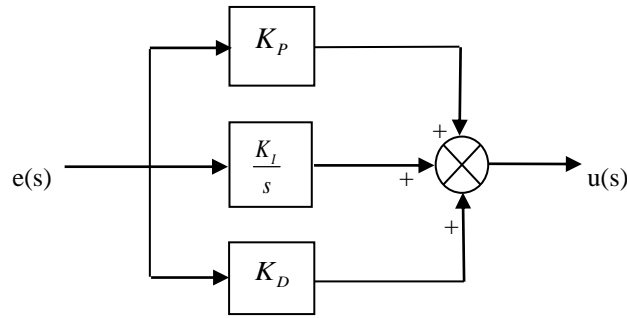 K_P
+
e(s)
K_I
s
+
u(s)
+
K_D